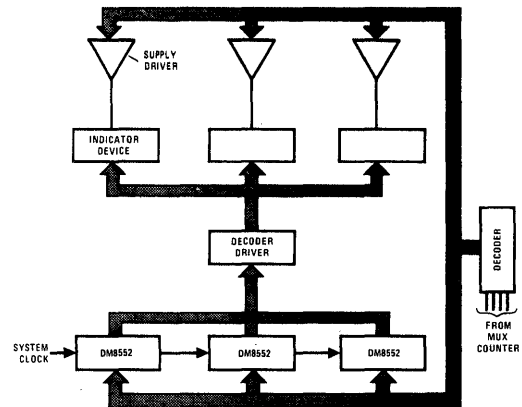 SUPPLY
DRIVER
INDICATOR
DEVICE
DECODER
DRIVER
DECODER
FROM
MUX
COUNTER
SYSTEM
CLOCK
DM8552
DM8552
DM8552